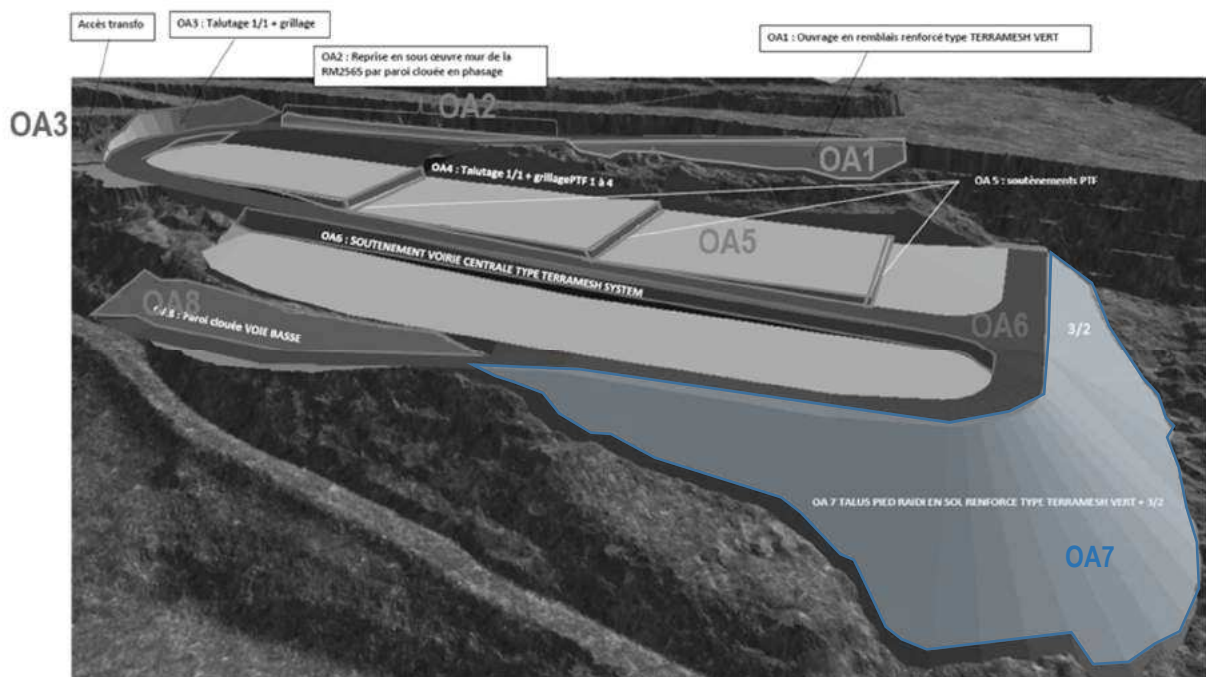 Accès transfo
OA3 : Talutage 1/1 + grillage
OA1 : Ouvrage en remblais renforcé type TERRAMESH VERT
OA2 : Reprise en sous œuvre mur de la
RM2565 par paroi clouée en phasage
OA3
OA2
OA1
OA4 : Talutage 1/1 + grillagePTF 1 à 4
OA 5 : soutènements PTF
OA5
OA6 : SOUTENEMENT VOIRIE CENTRALE TYPE TERRAMESH SYSTEM
OA8
OA8 : Paroi clouée VOIE BASSE
OA6
3/2
OA 7 TALUS PIED RAIDI EN SOL RENFORCE TYPE TERRAMESH VERT + 3/2
OA7